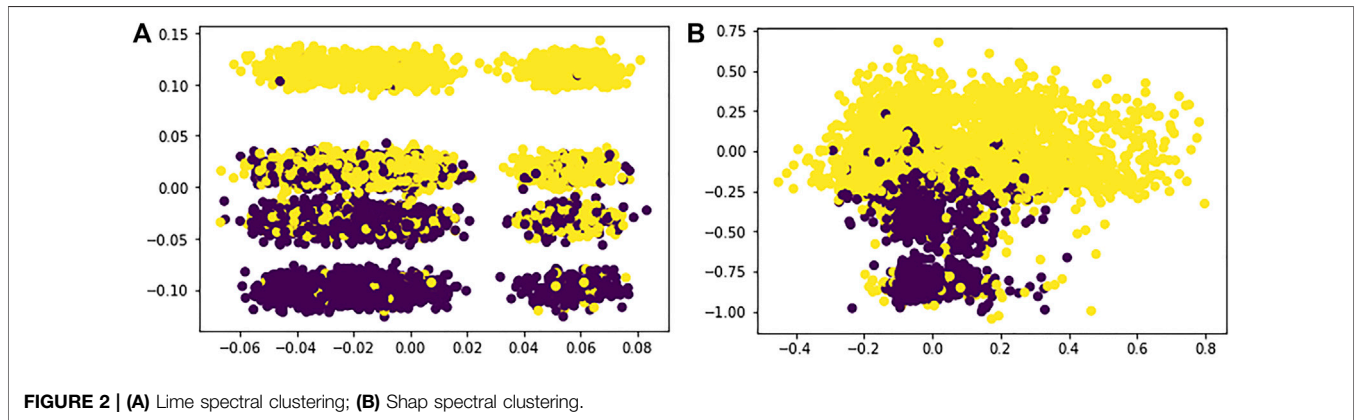 A
0.15
0.10
0.05
0.00
−0.05
−0.10
−0.06 −0.04 −0.02 0.00 0.02 0.04 0.06 0.08
B
0.75
0.50
0.25
0.00
−0.25
−0.50
−0.75
−1.00
−0.4 −0.2 0.0 0.2 0.4 0.6 0.8
FIGURE 2 | (A) Lime spectral clustering; (B) Shap spectral clustering.